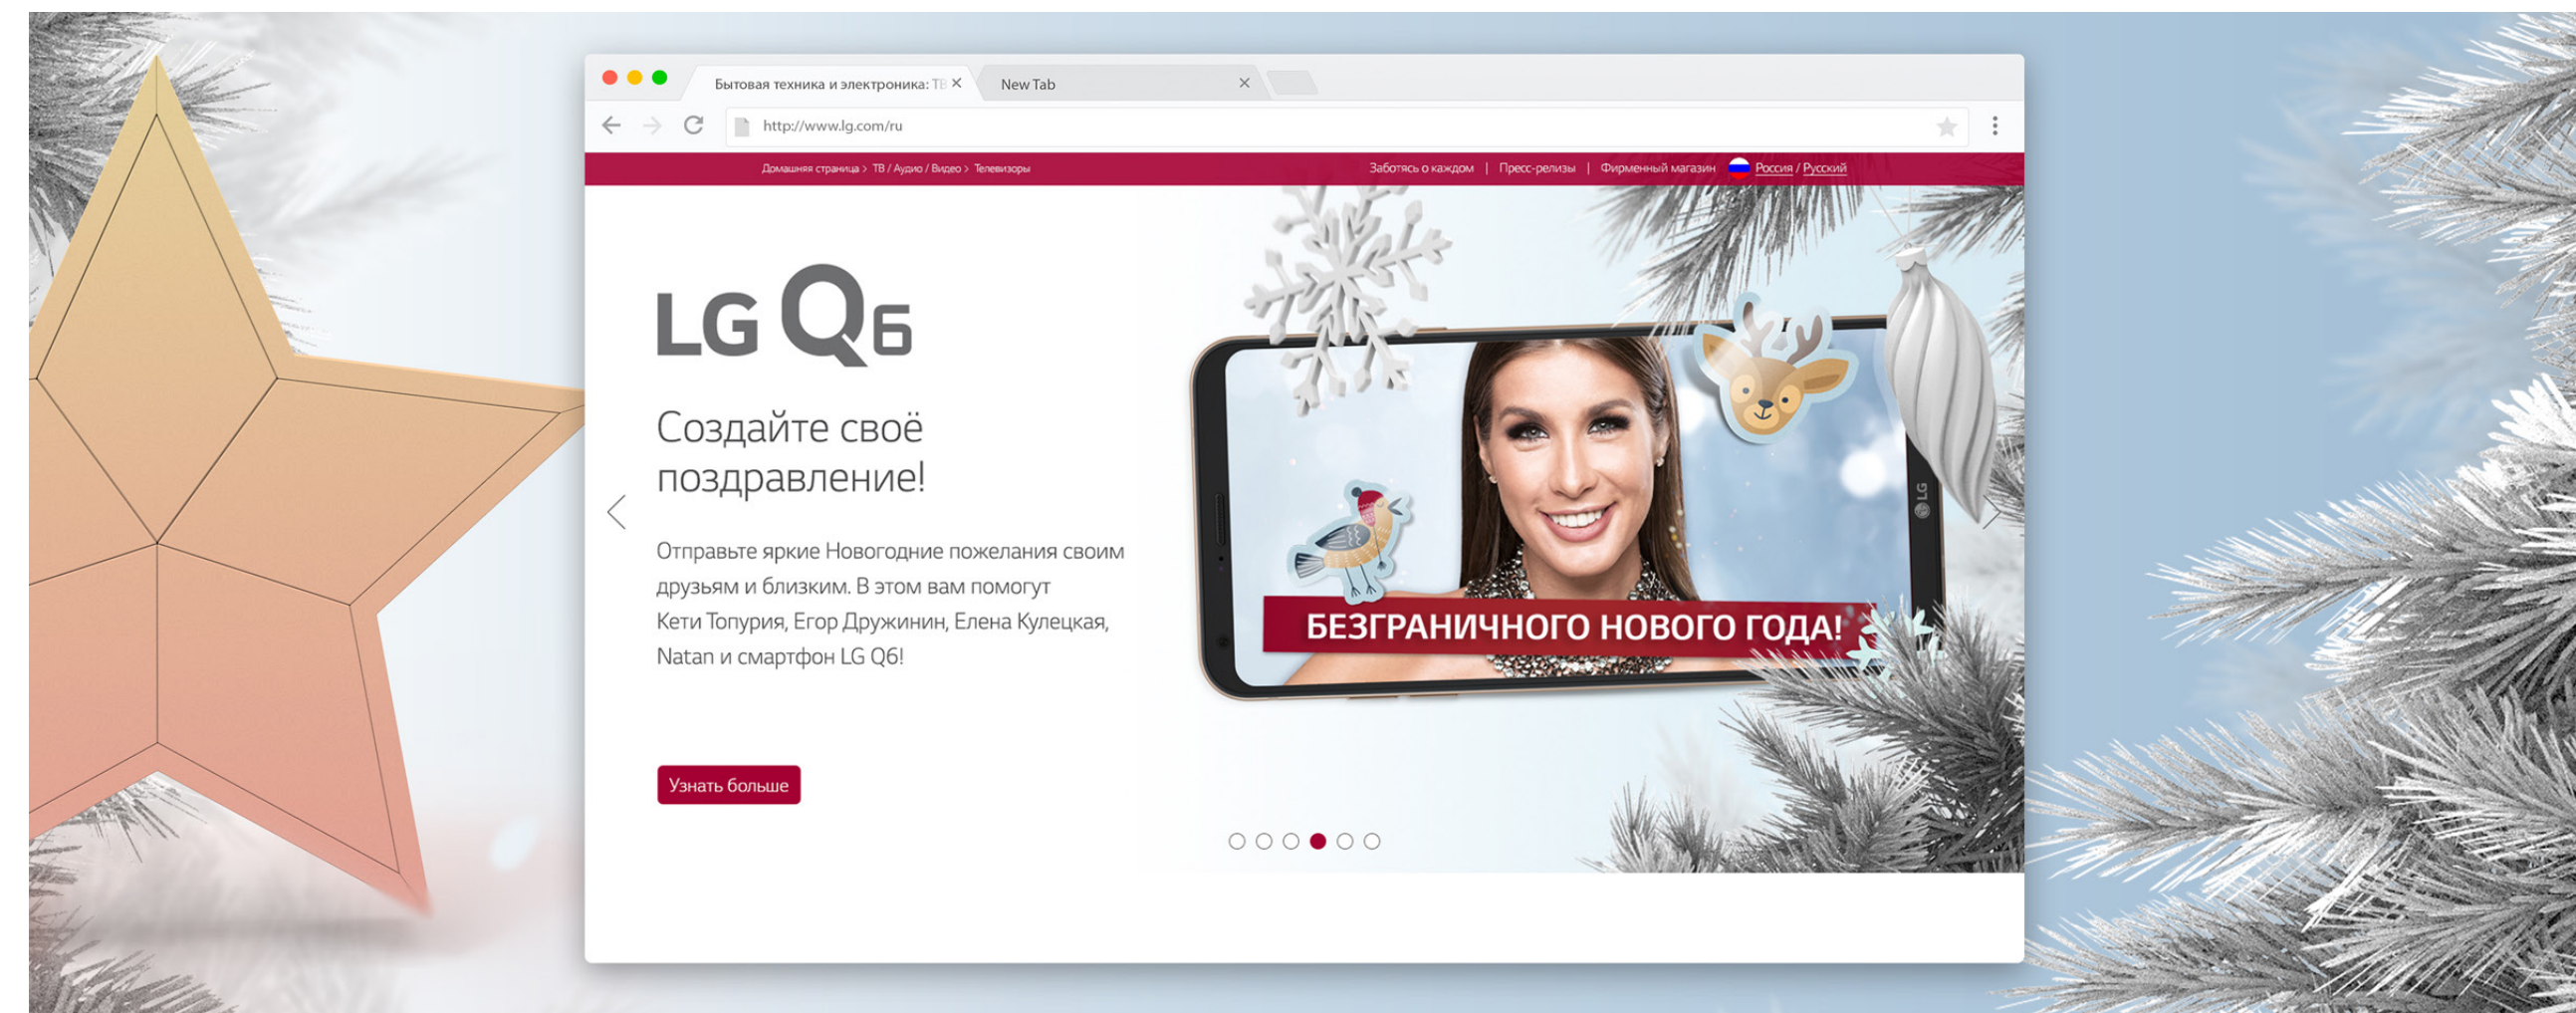 Бытовая техника и электроника: ТВ
New Tab
http://www.lg.com/ru
Домашняя страница > ТВ / Аудио / Видео > Телевизоры
Заботясь о каждом | Пресс-релизы | Фирменный магазин Россия / Русский
LG Q6
Создайте своё
поздравление!
Отправьте яркие Новогодние пожелания своим
друзьям и близким. В этом вам помогут
Кети Топурия, Егор Дружинин, Елена Кулецкая,
Natan и смартфон LG Q6!
LG
БЕЗГРАНИЧНОГО НОВОГО ГОДА!
Узнать больше